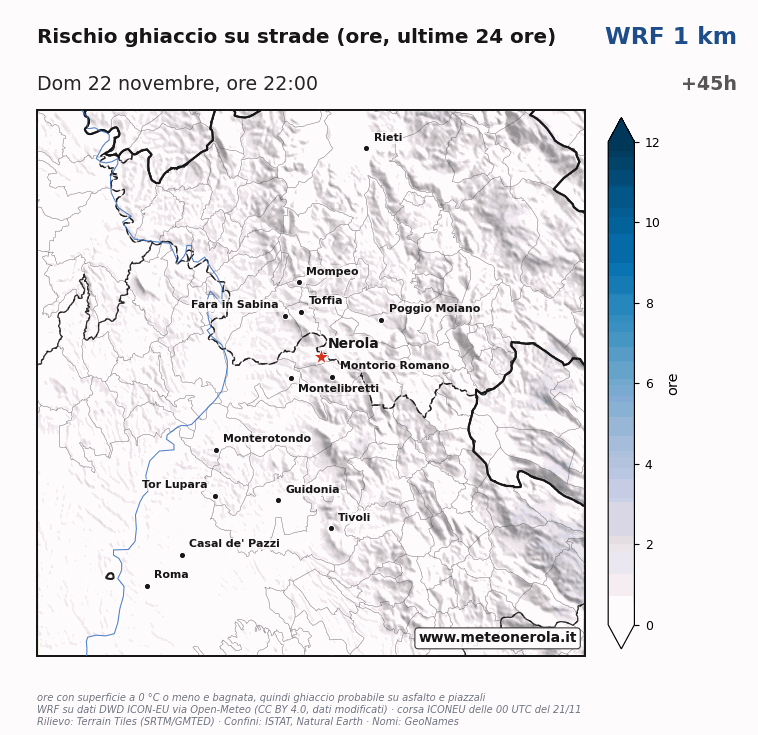 Rischio ghiaccio su strade (ore, ultime 24 ore)
WRF 1 km
Dom 22 novembre, ore 22:00
+45h
Rieti
Mompeo
Toffia
Fara in Sabina
Poggio Moiano
Nerola
Montorio Romano
Montelibretti
Monterotondo
Tor Lupara
Guidonia
Tivoli
Casal de' Pazzi
Roma
www.meteonerola.it
12
10
8
6
4
2
0
ore
ore con superficie a 0 °C o meno e bagnata, quindi ghiaccio probabile su asfalto e piazzali
WRF su dati DWD ICON-EU via Open-Meteo (CC BY 4.0, dati modificati) · corsa ICONEU delle 00 UTC del 21/11
Rilievo: Terrain Tiles (SRTM/GMTED) · Confini: ISTAT, Natural Earth · Nomi: GeoNames